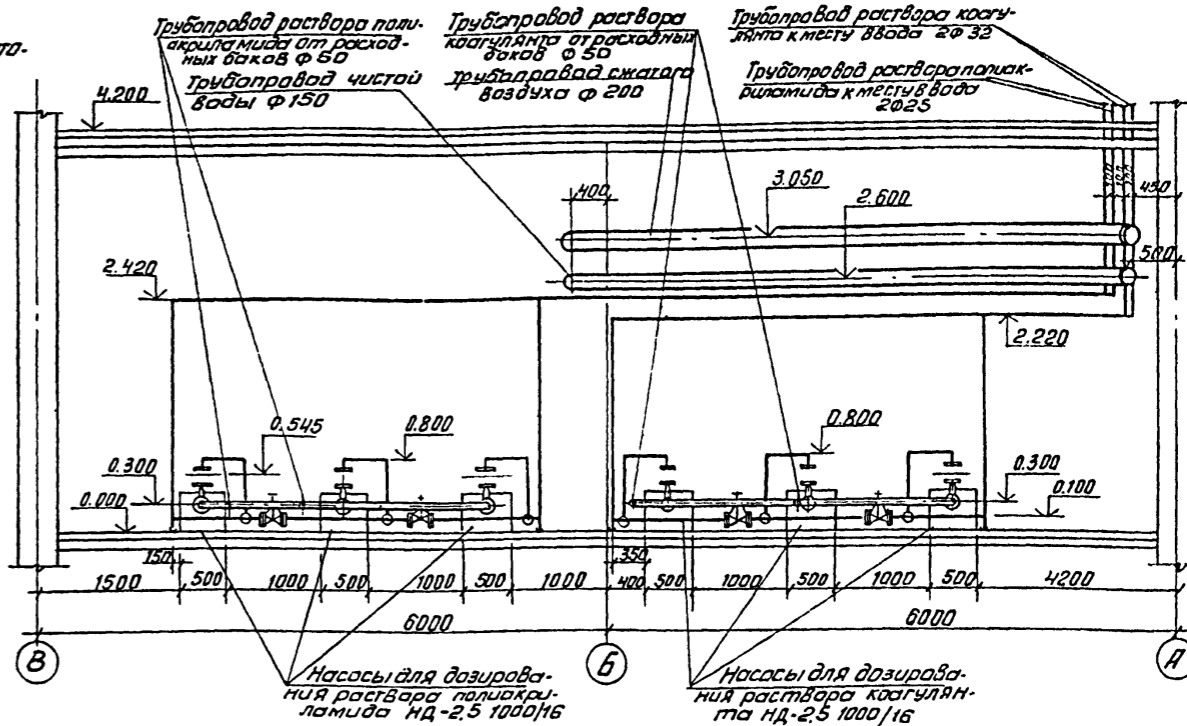 та-
Трубопровод раствора поли-
акриламида от расход-
ных баков ф 50
Трубопровод чистой
воды ф 150
Трубопровод раствора
коагулянта от расходных
баков ф 50
Трубопровод сжатого
воздуха ф 200
Трубопровод раствора коагу-
лянта к месту ввода 2ф 32
Трубопровод раствора полиак-
риламида к месту ввода
2ф25
4.200
400
3.050
2.600
100
450
500
2.420
2.220
0.545
0.800
0.800
0.300
0.000
0.300
0.100
150
350
1500
500
1000
500
1000
500
1000
400
500
1000
500
1000
500
4200
6000
6000
В
Б
А
Насосы для дозирова-
ния раствора полиакри-
ламида НД-2,5 1000/16
Насосы для дозирова-
ния раствора коагулян-
та НД-2,5 1000/16